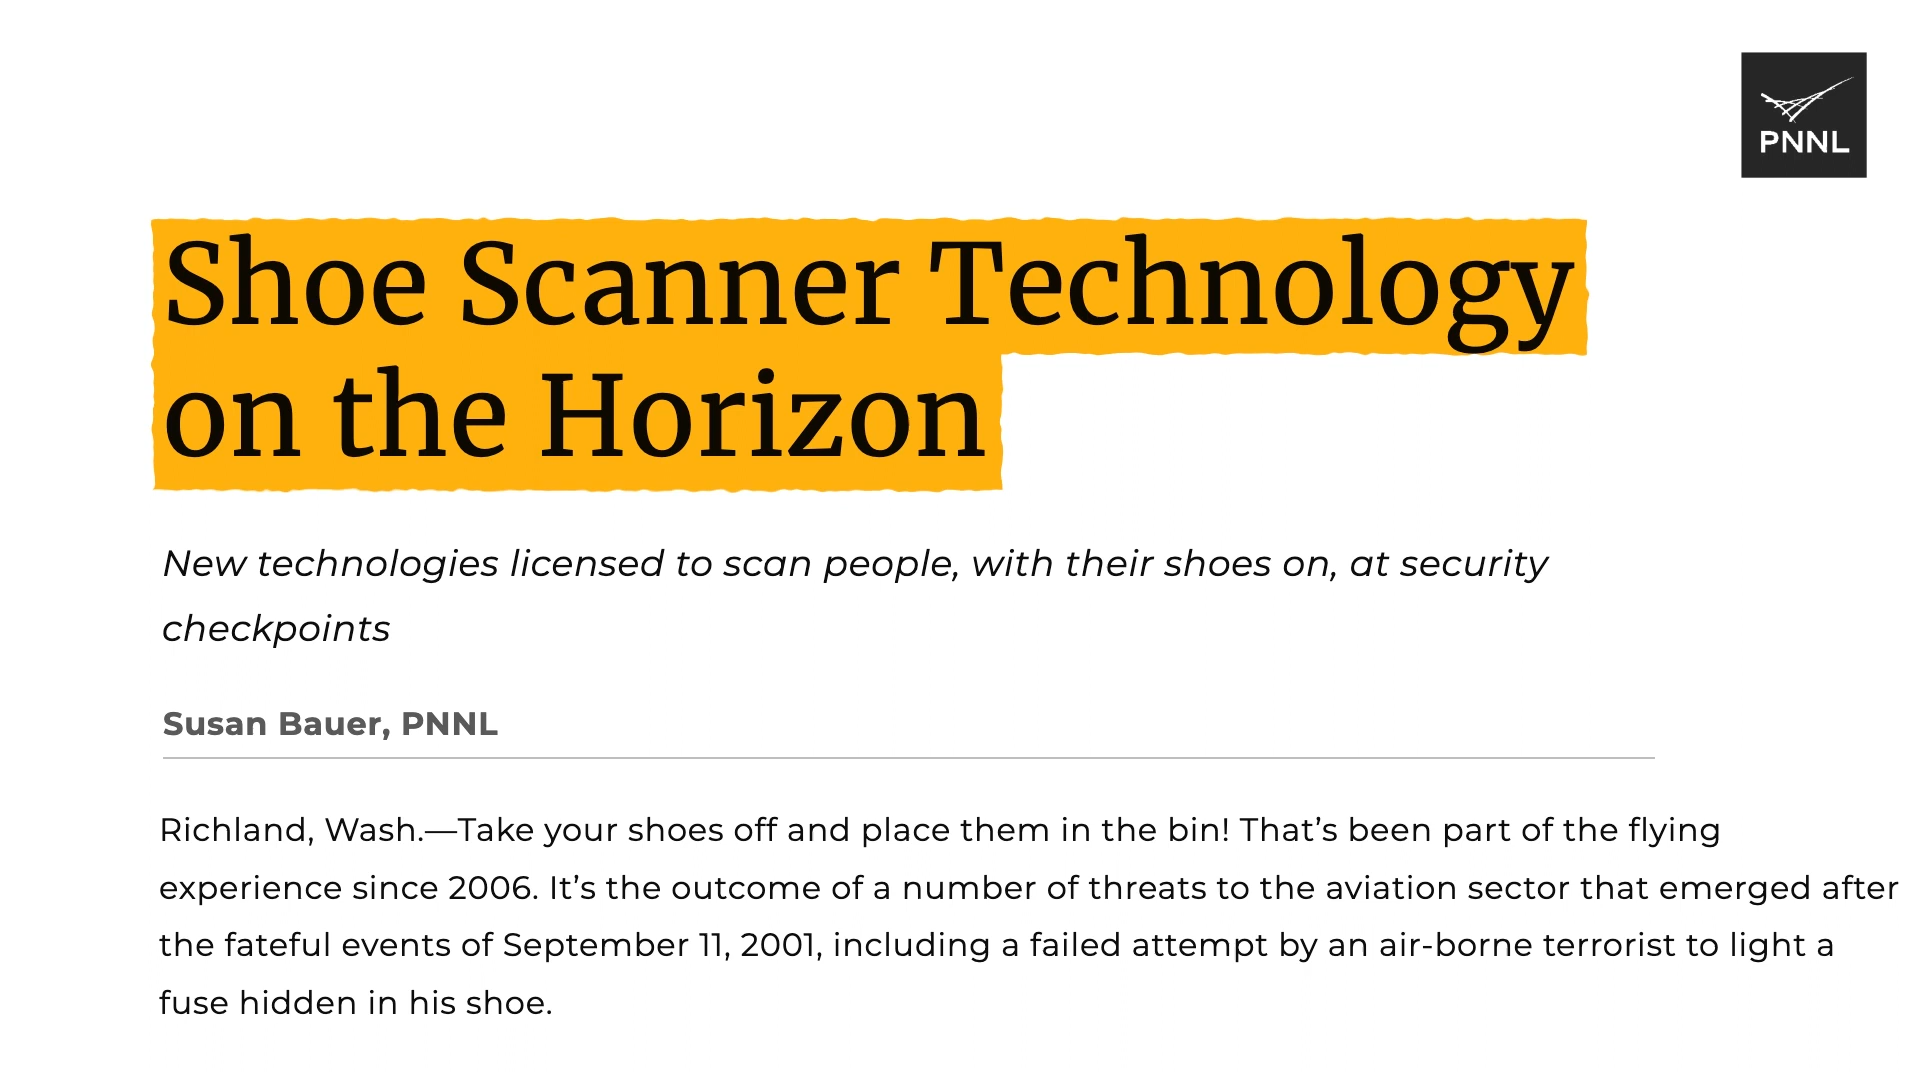 PNNL
Shoe Scanner Technology
on the Horizon
New technologies licensed to scan people, with their shoes on, at security
checkpoints
Susan Bauer, PNNL
Richland, Wash.—Take your shoes off and place them in the bin! That’s been part of the flying
experience since 2006. It’s the outcome of a number of threats to the aviation sector that emerged after
the fateful events of September 11, 2001, including a failed attempt by an air-borne terrorist to light a
fuse hidden in his shoe.